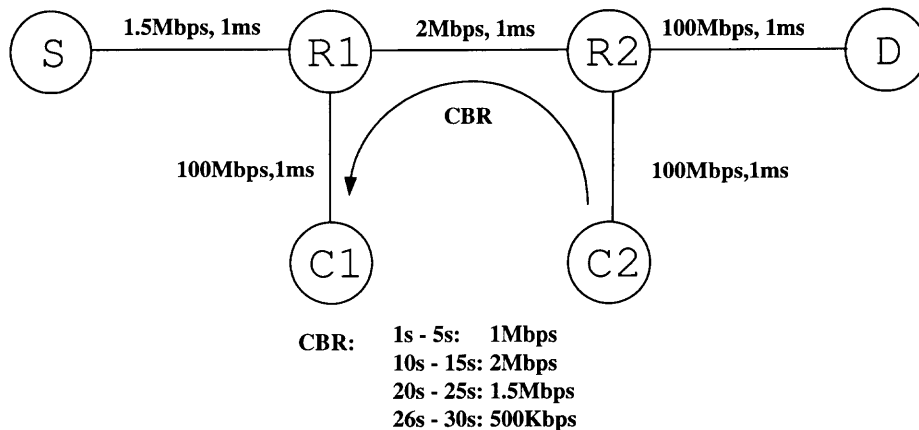 1.5Mbps, 1ms
2Mbps, 1ms
100Mbps, 1ms
S
R1
R2
D
CBR
100Mbps,1ms
100Mbps,1ms
C1
C2
CBR:
1s - 5s: 1Mbps
10s - 15s: 2Mbps
20s - 25s: 1.5Mbps
26s - 30s: 500Kbps